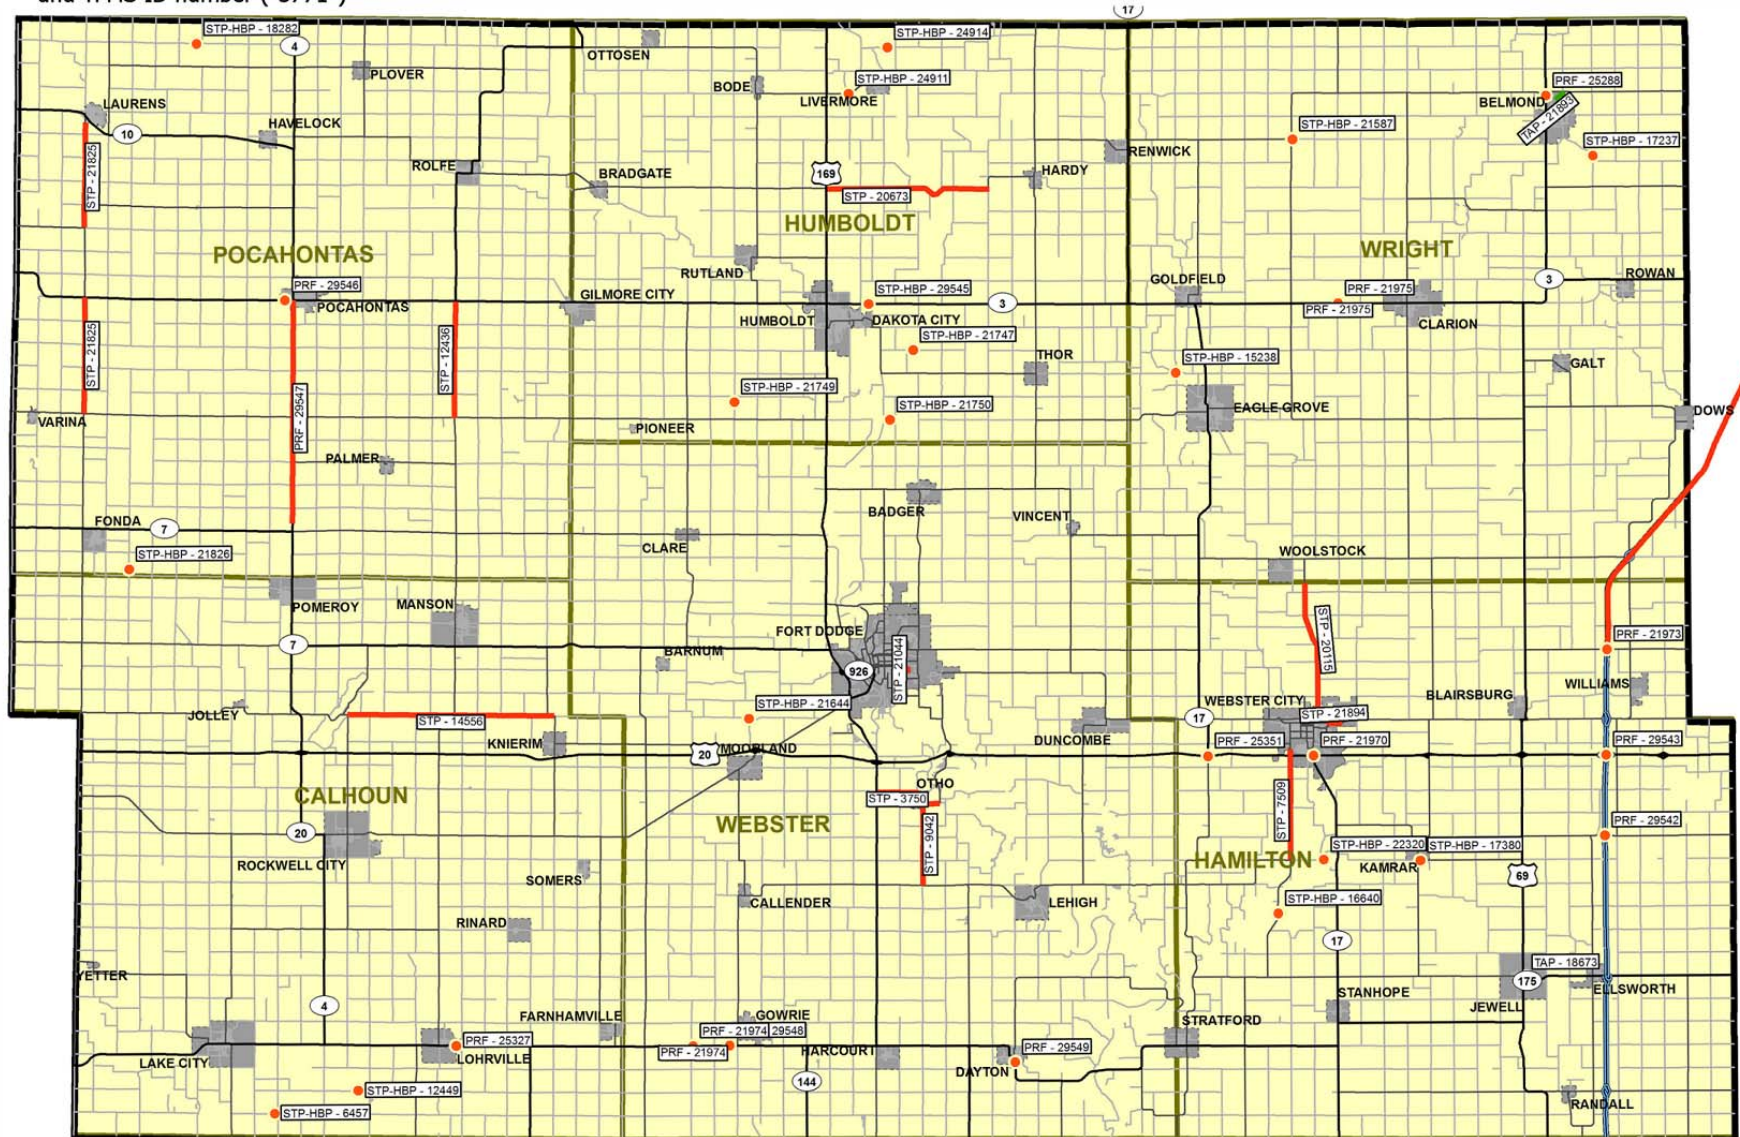 and TPMS ID number ( 3771 )
17
STP-HBP - 18282
4
OTTOSEN
STP-HBP - 24914
PLOVER
BODE
STP-HBP - 24911
LIVERMORE
PRF - 25288
BELMOND
TAP - 21893
LAURENS
10
HAVELOCK
STP-HBP - 21587
STP-HBP - 17237
RENWICK
ROLFE
BRADGATE
169
HARDY
STP - 21825
STP - 20673
HUMBOLDT
POCAHONTAS
WRIGHT
RUTLAND
GOLDFIELD
3
ROWAN
PRF - 29546
POCAHONTAS
GILMORE CITY
STP-HBP - 29545
3
PRF - 21975
PRF - 21975
CLARION
HUMBOLDT
DAKOTA CITY
STP-HBP - 21747
STP - 21825
STP - 12436
THOR
STP-HBP - 15238
GALT
STP-HBP - 21749
STP-HBP - 21750
EAGLE GROVE
DOWS
VARINA
PRF - 29547
PIONEER
PALMER
BADGER
VINCENT
FONDA
7
CLARE
STP-HBP - 21826
WOOLSTOCK
POMEROY
MANSON
FORT DODGE
STP - 20115
PRF - 21973
7
BARNUM
926
STP - 21044
JOLLEY
STP - 14556
STP-HBP - 21644
WEBSTER CITY
BLAIRSBURG
WILLIAMS
17
STP - 21894
KNIERIM
20
MOORLAND
DUNCOMBE
PRF - 25351
PRF - 21970
PRF - 29543
OTHO
CALHOUN
STP - 3750
STP - 7509
WEBSTER
STP - 9042
PRF - 29542
20
ROCKWELL CITY
HAMILTON
STP-HBP - 22320
STP-HBP - 17380
KAMRAR
69
SOMERS
CALLENDER
LEHIGH
STP-HBP - 16640
RINARD
17
YETTER
TAP - 18673
175
ELLSWORTH
STANHOPE
JEWELL
4
FARNHAMVILLE
GOWRIE
STRATFORD
PRF - 21974
29548
PRF - 25327
PRF - 21974
HARCOURT
PRF - 29549
LAKE CITY
LOHRVILLE
DAYTON
144
STP-HBP - 12449
STP-HBP - 6457
RANDALL